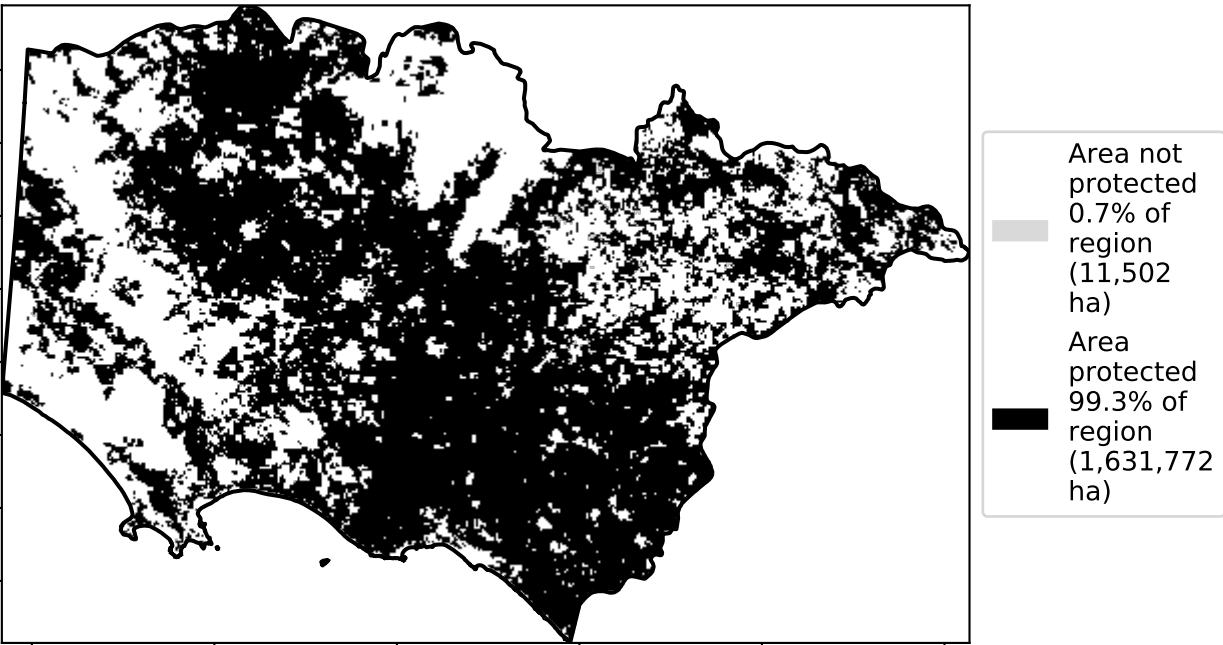 Area not
protected
0.7% of
region
(11,502
ha)
Area
protected
99.3% of
region
(1,631,772
ha)